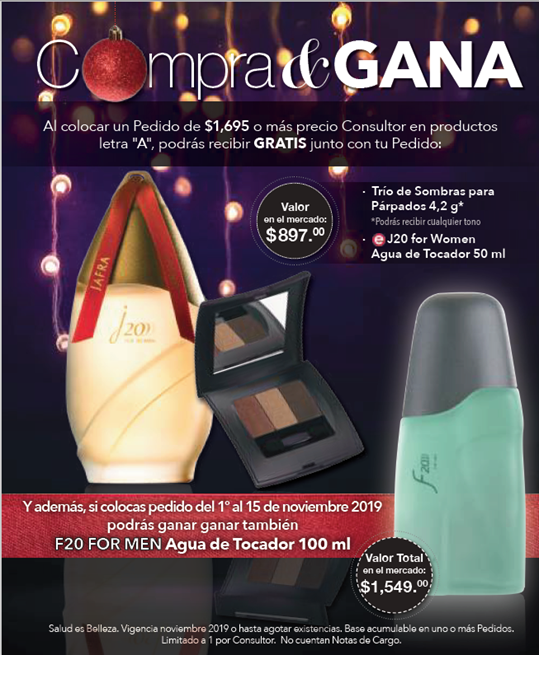 Compra & GANA
Al colocar un Pedido de $1,695 o más precio Consultor en productos
letra "A", podrás recibir GRATIS junto con tu Pedido:
Valor
en el mercado:
$897.00
· Trío de Sombras para
Párpados 4,2 g*
*Podrás recibir cualquier tono
· e J20 for Women
Agua de Tocador 50 ml
JAFRA
J20
FOR WOMEN
F20
Y además, si colocas pedido del 1º al 15 de noviembre 2019
podrás ganar ganar también
F20 FOR MEN Agua de Tocador 100 ml
Valor Total
en el mercado:
$1,549.00
Salud es Belleza. Vigencia noviembre 2019 o hasta agotar existencias. Base acumulable en uno o más Pedidos.
Limitado a 1 por Consultor. No cuentan Notas de Cargo.